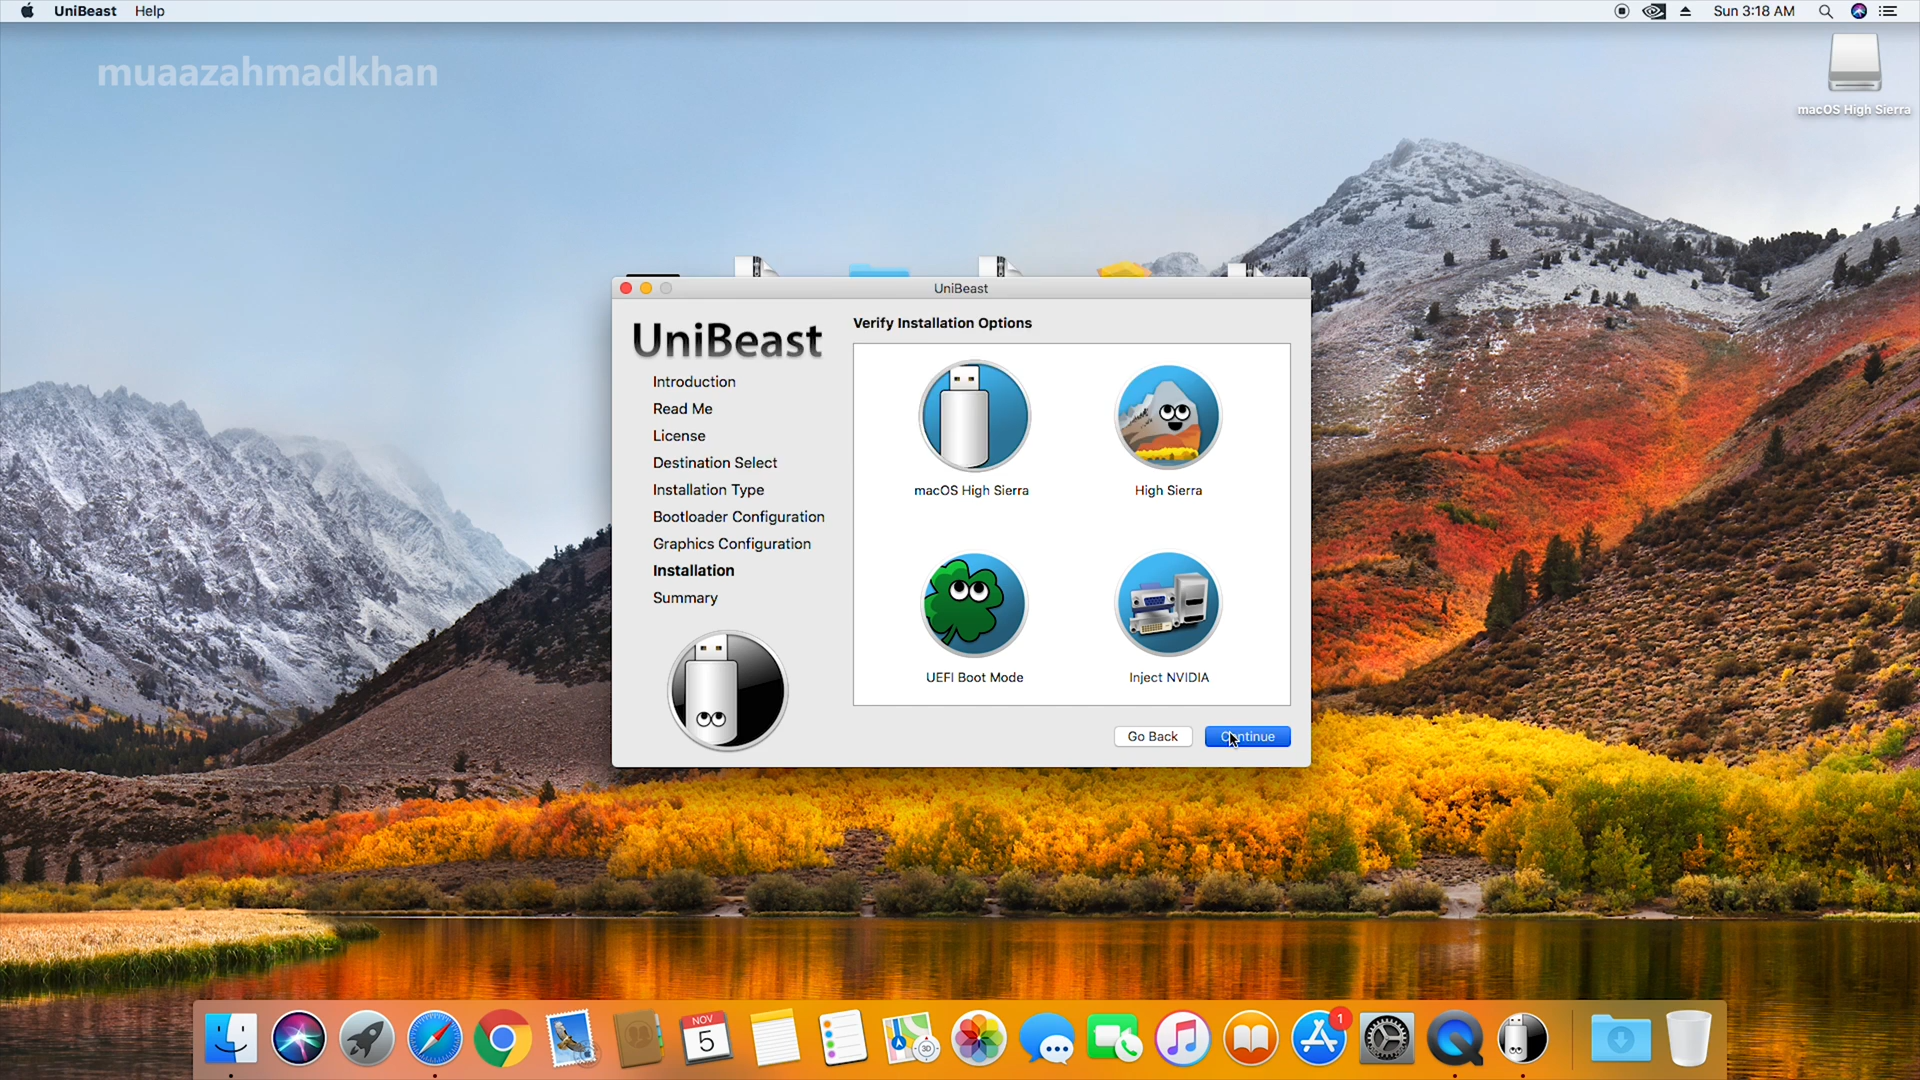 UniBeast Help
Sun 3:18 AM
muaazahmadkhan
macOS High Sierra
UniBeast
UniBeast
Verify Installation Options
Introduction
Read Me
License
Destination Select
Installation Type
Bootloader Configuration
Graphics Configuration
Installation
Summary
macOS High Sierra
High Sierra
UEFI Boot Mode
Inject NVIDIA
Go Back
Continue
NOV
5
30
1